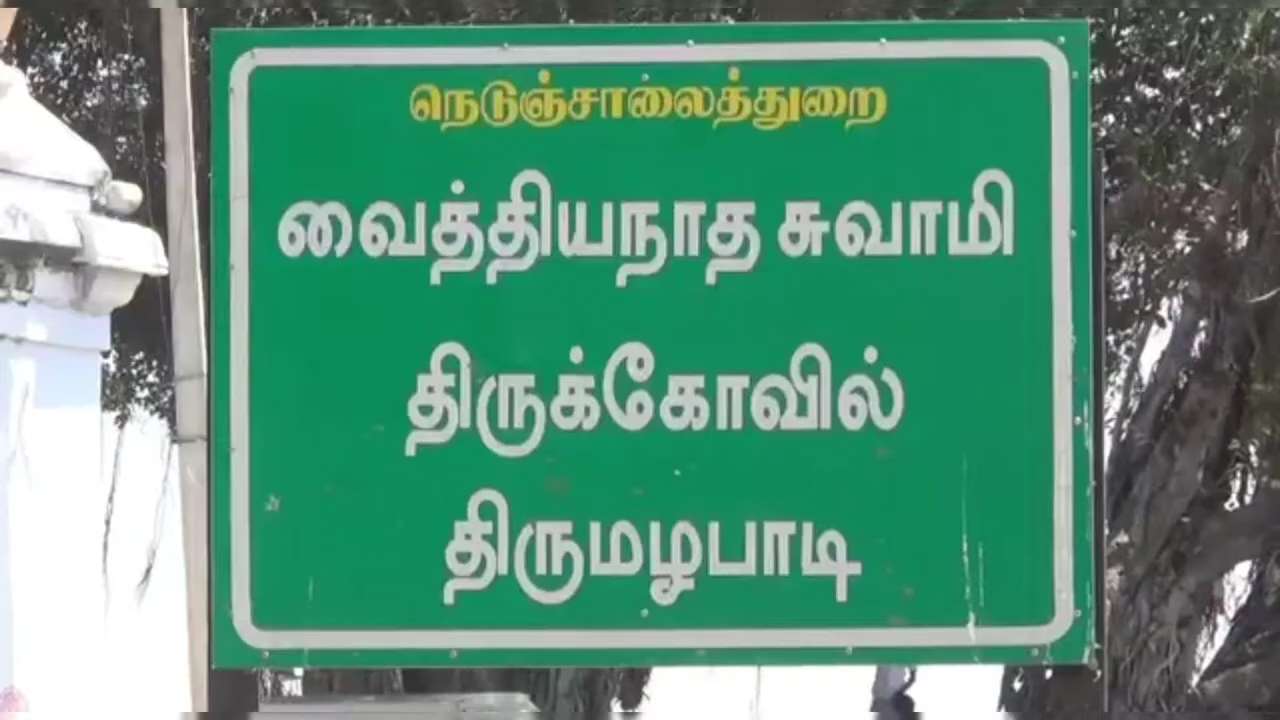 நெடுஞ்சாலைத்துறை
வைத்தியநாத சுவாமி
திருக்கோவில்
திருமழபாடி